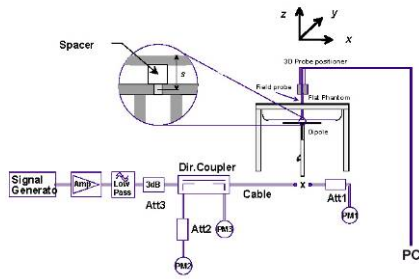 z
y
x
Spacer
s
3D Probe positioner
Field probe
Flat Phantom
Dipole
Dir.Coupler
Signal
Generato
Amp
Low
Pass
3dB
Att3
Cable
x
Att1
PM1
Att2
PM3
PM2
PC